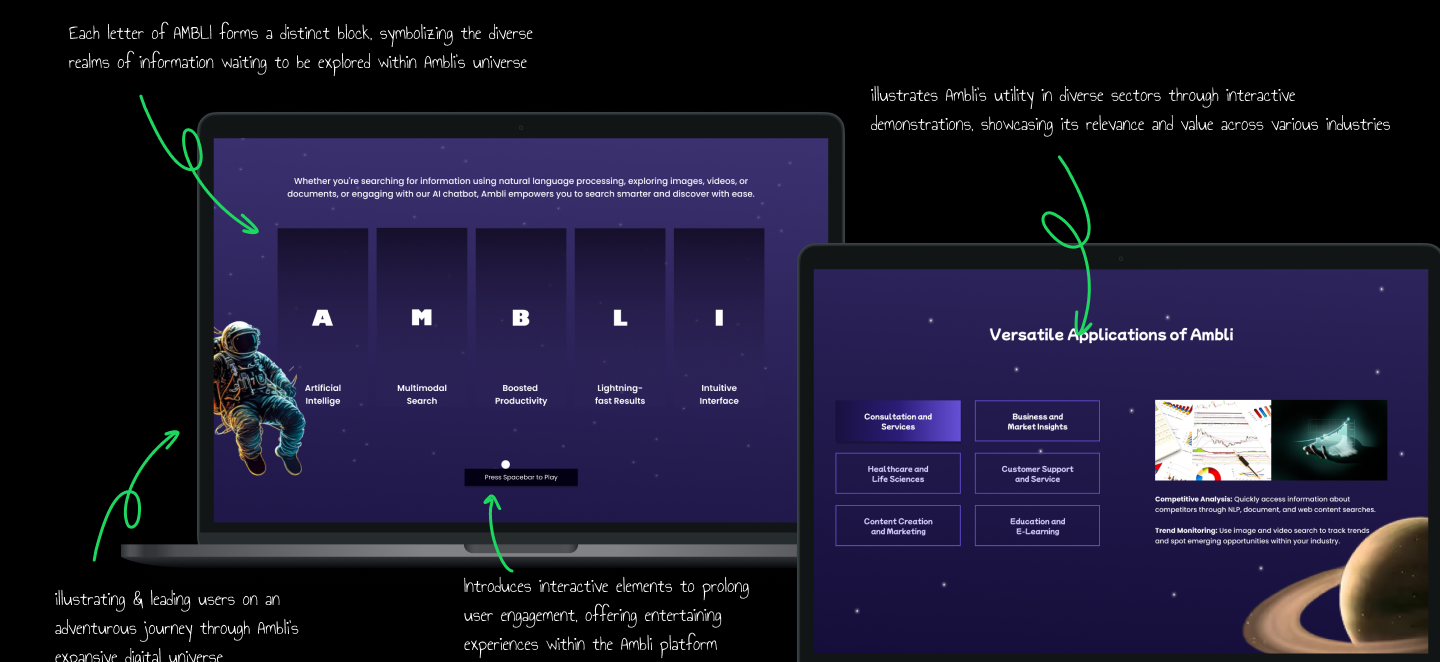 Each letter of AMBLI forms a distinct block, symbolizing the diverse
realms of information waiting to be explored within Ambli's universe
illustrates Ambli's utility in diverse sectors through interactive
demonstrations, showcasing its relevance and value across various industries
Whether you're searching for information using natural language processing, exploring images, videos, or
documents, or engaging with our AI chatbot, Ambli empowers you to search smarter and discover with ease.
A M B L I
Artificial Multimodal Boosted Lightning- Intuitive
Intellige Search Productivity fast Results Interface
Press Spacebar to Play
Versatile Applications of Ambli
Consultation and
Services
Business and
Market Insights
Healthcare and
Life Sciences
Customer Support
and Service
Content Creation
and Marketing
Education and
E-Learning
Competitive Analysis: Quickly access information about
competitors through NLP, document, and web content searches.
Trend Monitoring: Use image and video search to track trends
and spot emerging opportunities within your industry.
illustrating & leading users on an
adventurous journey through Ambli's
expansive digital universe
Introduces interactive elements to prolong
user engagement, offering entertaining
experiences within the Ambli platform